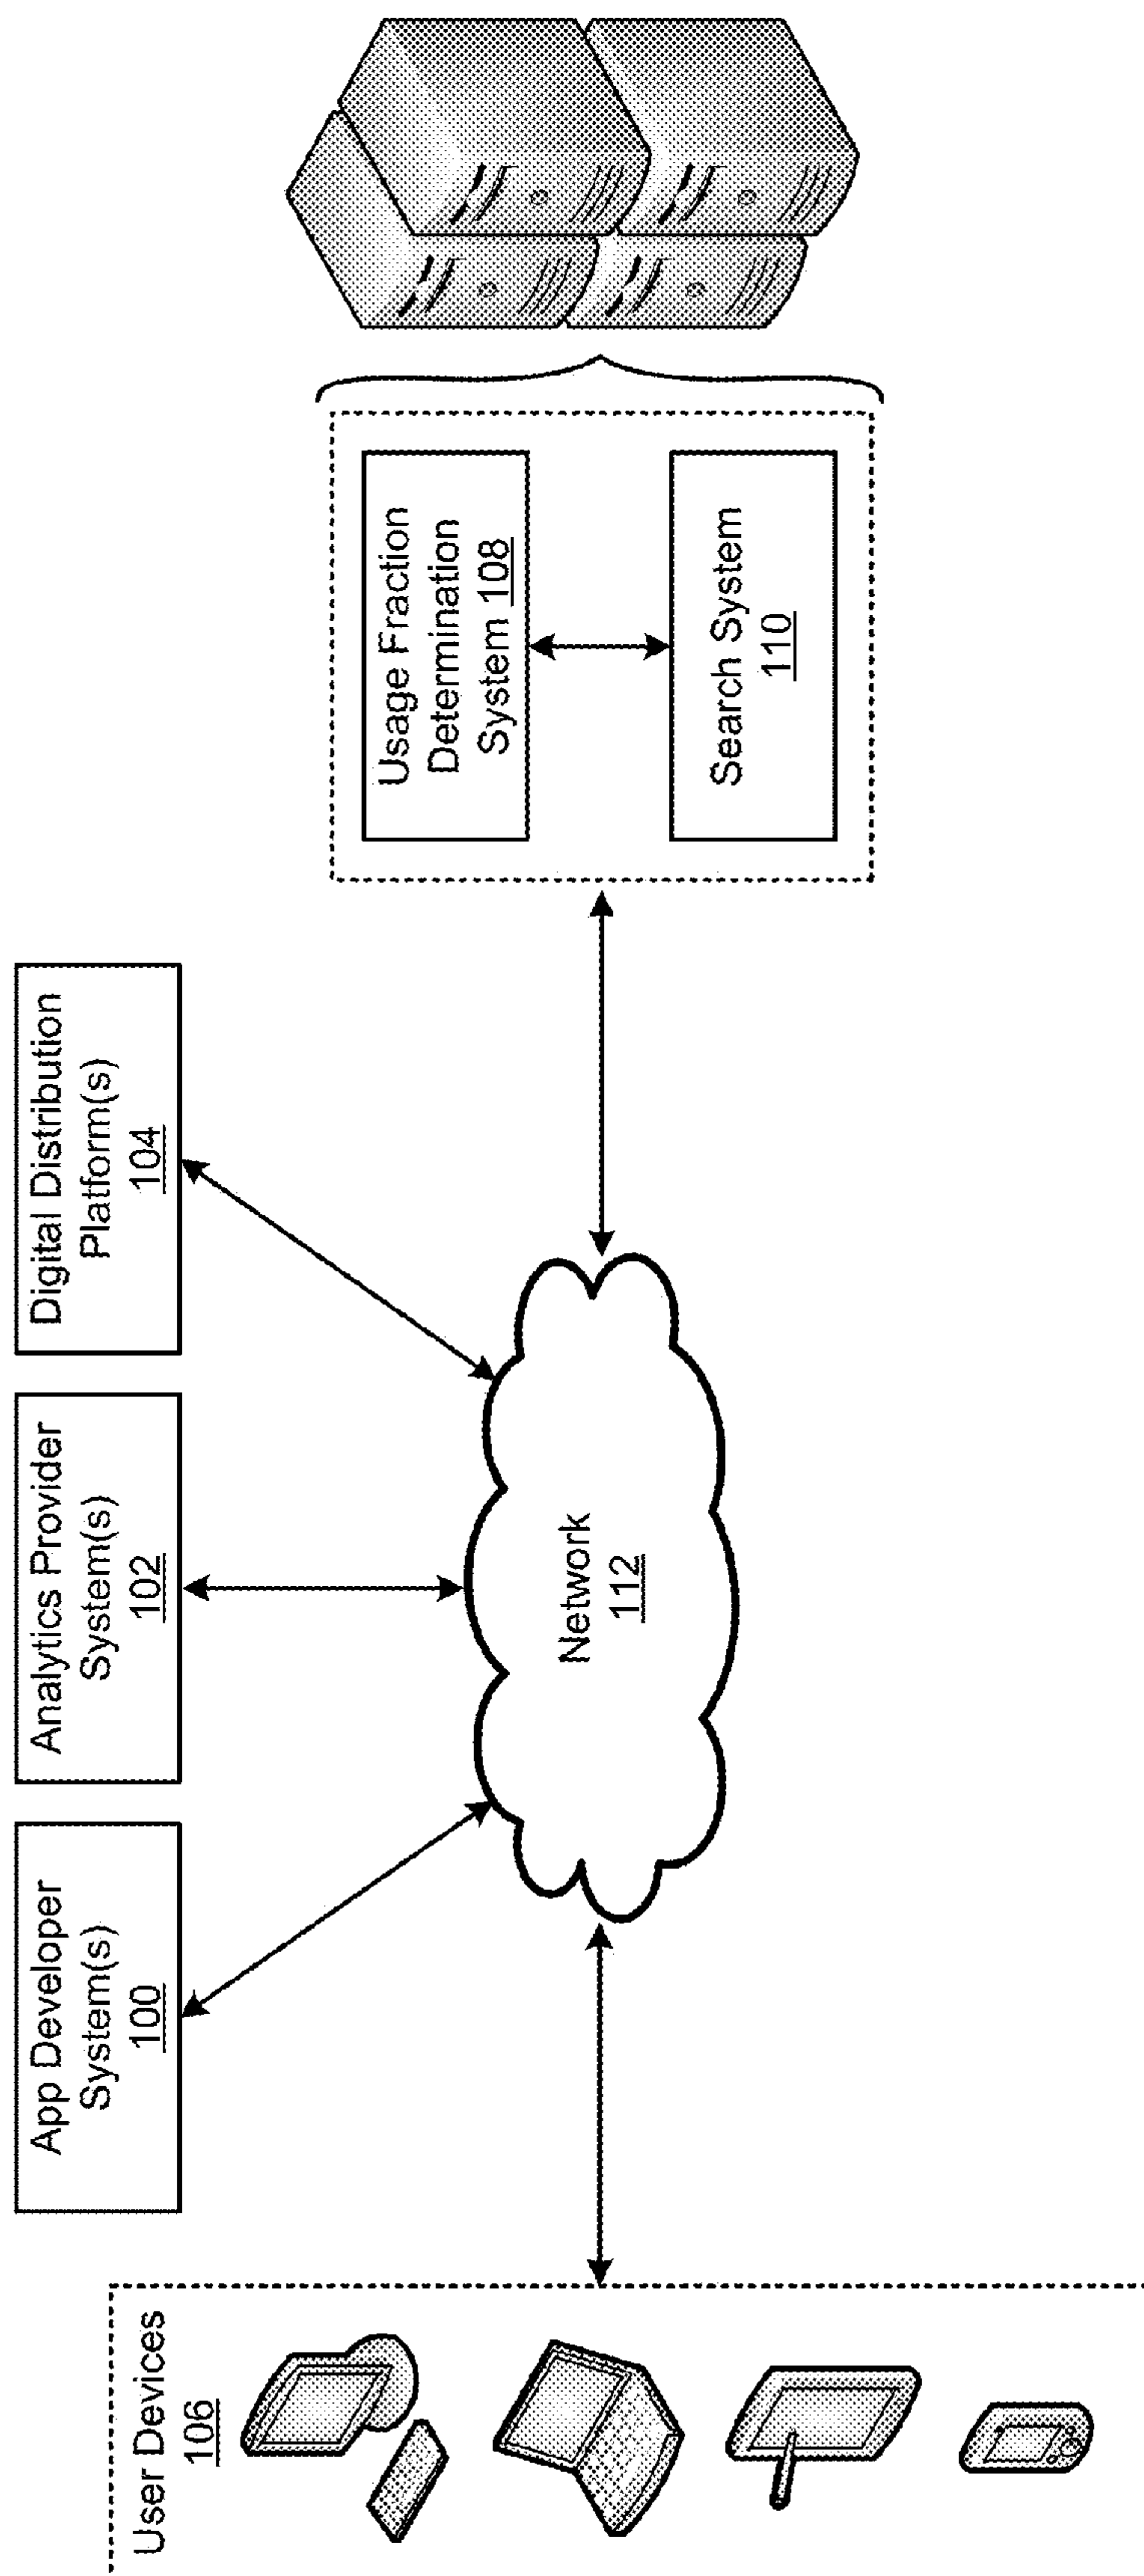 App Developer
System(s)
100
Analytics Provider
System(s)
102
Digital Distribution
Platform(s)
104
User Devices
106
Network
112
Usage Fraction
Determination
System 108
Search System
110